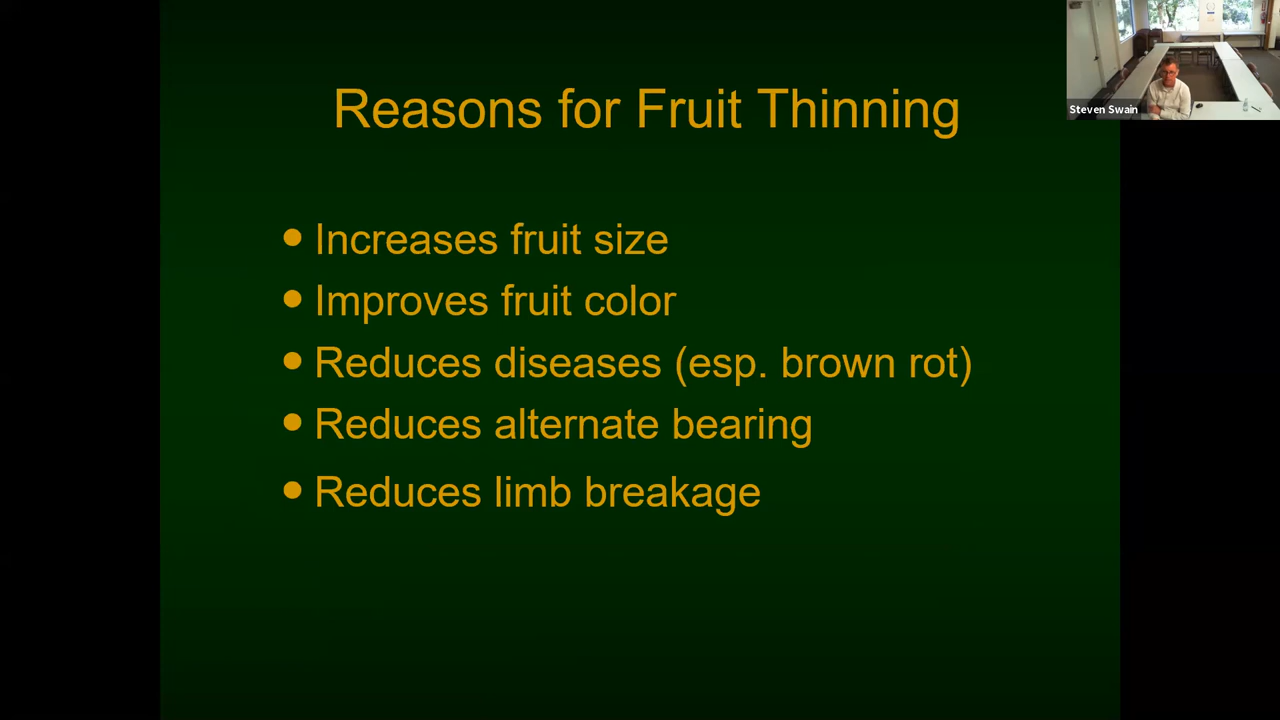 Reasons for Fruit Thinning
Steven Swain
• Increases fruit size
• Improves fruit color
• Reduces diseases (esp. brown rot)
• Reduces alternate bearing
• Reduces limb breakage